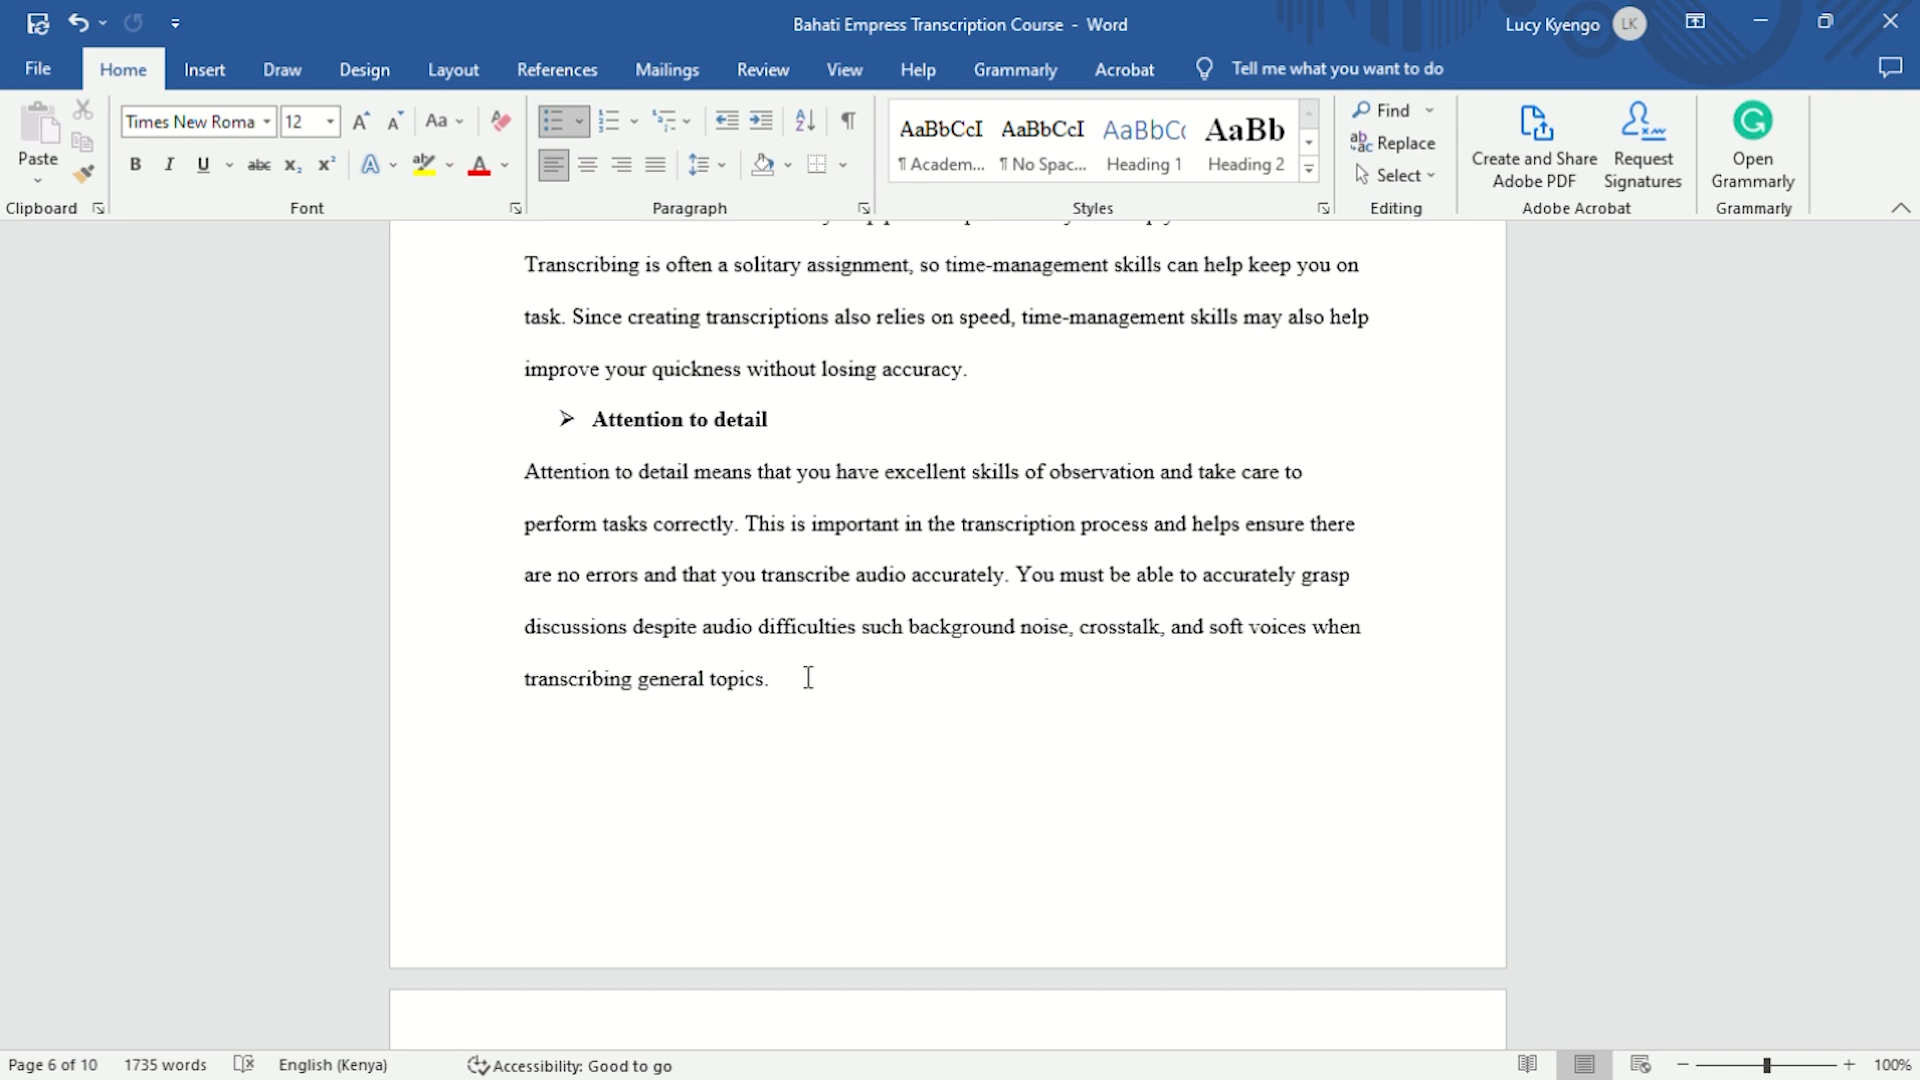 Bahati Empress Transcription Course - Word
Lucy Kyengo LK
File Home Insert Draw Design Layout References Mailings Review View Help Grammarly Acrobat Tell me what you want to do
Paste
Clipboard
Times New Roma 12
Aa
B I U abc x₂ x² A ab A
Font
Paragraph
AaBbCcI AaBbCcI AaBbC AaBb
¶ Academ... ¶ No Spac... Heading 1 Heading 2
Styles
Find
Replace
Select
Editing
Create and Share Adobe PDF
Request Signatures
Adobe Acrobat
Open Grammarly
Grammarly
Transcribing is often a solitary assignment, so time-management skills can help keep you on
task. Since creating transcriptions also relies on speed, time-management skills may also help
improve your quickness without losing accuracy.
➢ Attention to detail
Attention to detail means that you have excellent skills of observation and take care to
perform tasks correctly. This is important in the transcription process and helps ensure there
are no errors and that you transcribe audio accurately. You must be able to accurately grasp
discussions despite audio difficulties such background noise, crosstalk, and soft voices when
transcribing general topics.
Page 6 of 10 1735 words English (Kenya) Accessibility: Good to go 100%